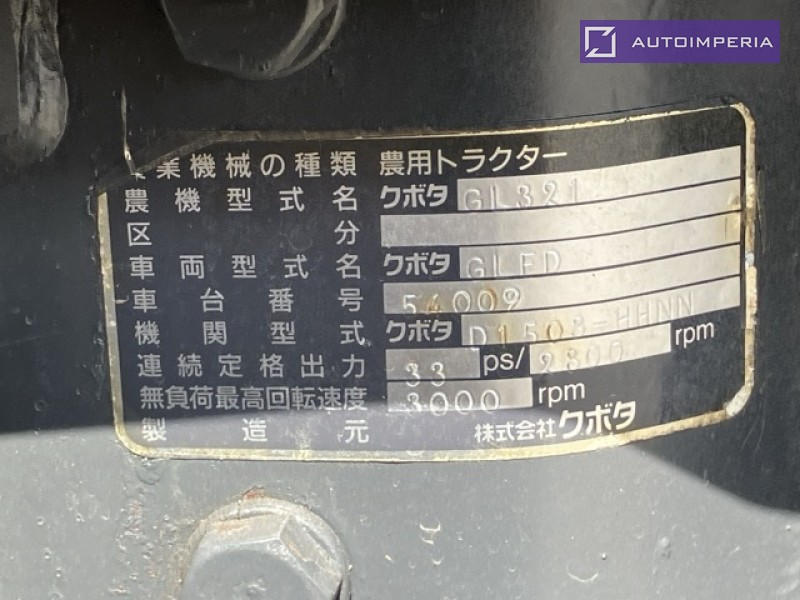 AUTOIMPERIA
業機械の種類 農用トラクター
農機型式名 クボタ GL321
区分
車両型式名 クボタ GLFD
車台番号 54009
機関型式 クボタ D1503-HHNN
連続定格出力 33 ps/ 2800 rpm
無負荷最高回転速度 3000 rpm
製造元 株式会社クボタ